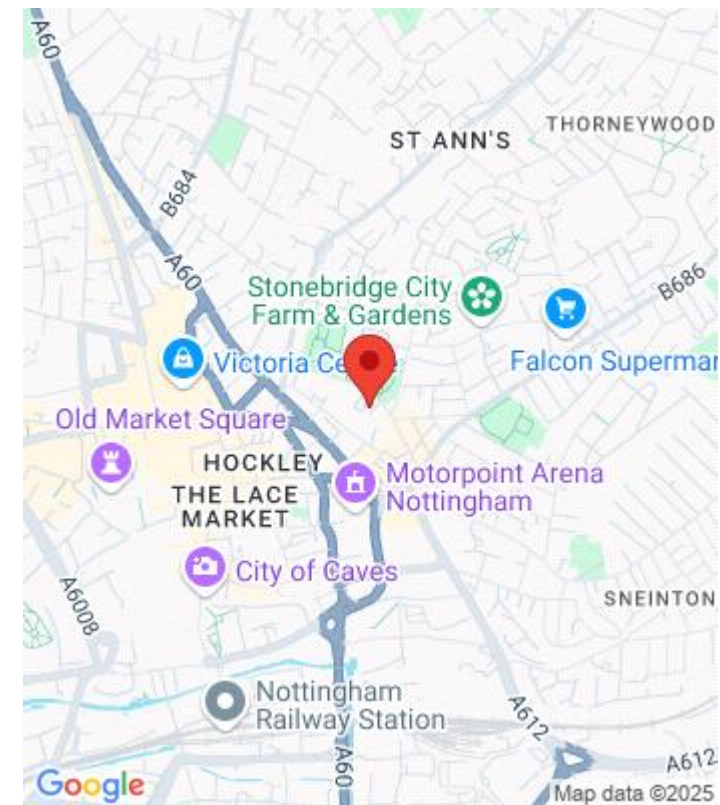 A60
ST ANN'S
THORNEYWOOD
B684
A60
Stonebridge City
Farm & Gardens
B686
Victoria Ce
e
Falcon Supermar
Old Market Square
HOCKLEY
Motorpoint Arena
Nottingham
THE LACE
MARKET
City of Caves
A6008
SNEINTON
Nottingham
Railway Station
A612
A60
A612
Google
Map data ©2025